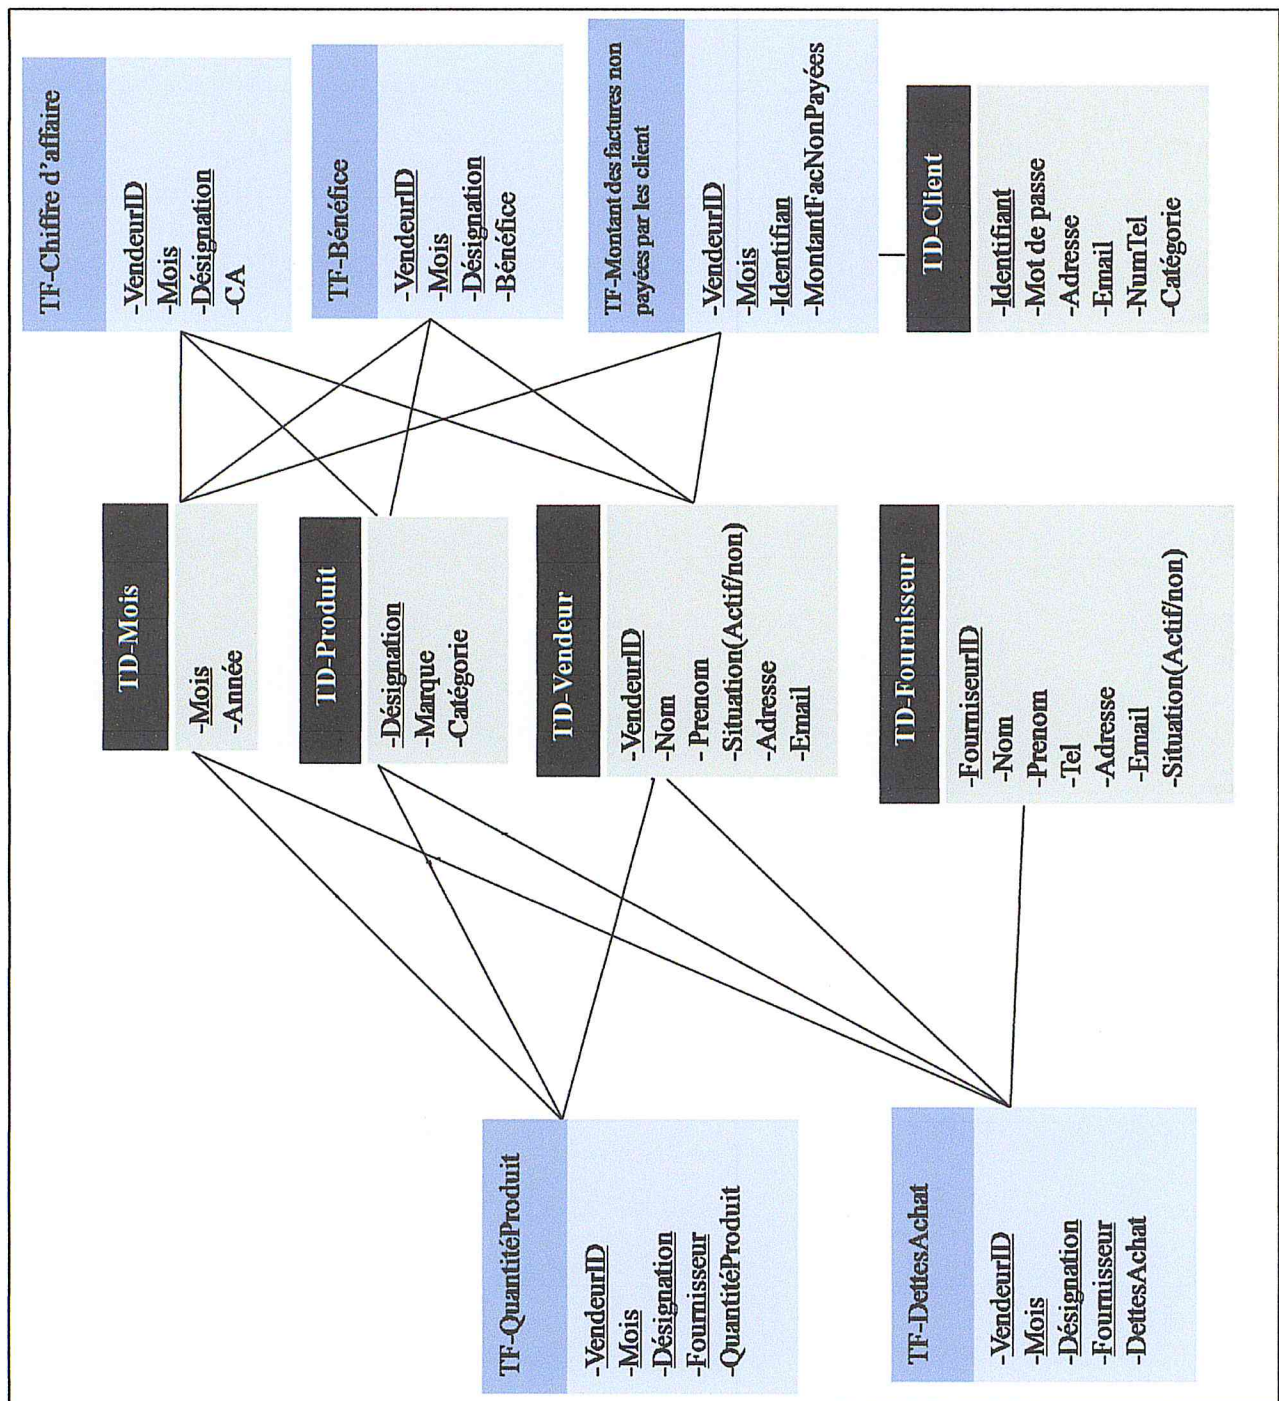 TF-DettesAchat
-VendeurID
-Mois
-Désignation
-Fournisseur
-DettesAchat
TF-QuantitéProduit
-VendeurID
-Mois
-Désignation
-Fournisseur
-QuantitéProduit
TD-Fournisseur
-FourniseurID
-Nom
-Prenom
-Tel
-Adresse
-Email
-Situation(Actif/non)
TD-Vendeur
-VendeurID
-Nom
- Prenom
-Situation(Actif/non)
-Adresse
-Email
TD-Produit
-Désignation
-Marque
-Catégorie
TD-Mois
-Mois
-Année
TD-Client
-Identifiant
-Mot de passe
-Adresse
-Email
-NumTel
-Catégorie
TF-Montant des factures non
payées par les client
-VendeurID
-Mois
-Identifian
-MontantFacNonPayées
TF-Bénéfice
-VendeurID
-Mois
-Désignation
-Bénéfice
TF-Chiffre d'affaire
-VendeurID
-Mois
-Désignation
-CA